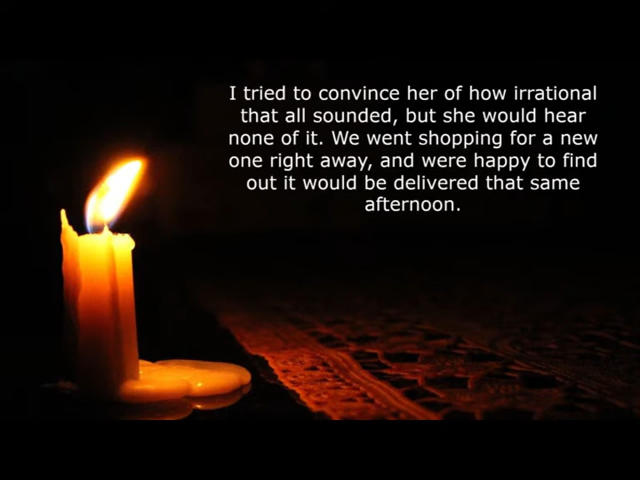 I tried to convince her of how irrational
that all sounded, but she would hear
none of it. We went shopping for a new
one right away, and were happy to find
out it would be delivered that same
afternoon.